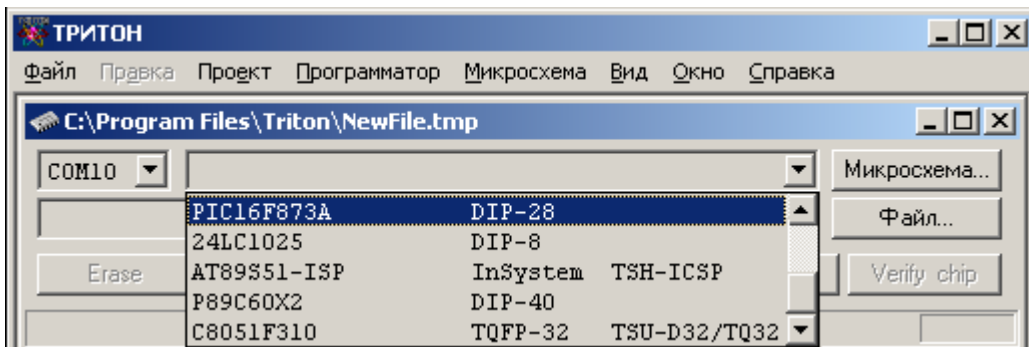 ТРИТОН
Файл Правка Проект Программатор Микросхема Вид Окно Справка
C:\Program Files\Triton\NewFile.tmp
COM10 Микросхема...
PIC16F873A DIP-28 Файл...
24LC1025 DIP-8
Erase AT89S51-ISP InSystem TSH-ICSP Verify chip
P89C60X2 DIP-40
C8051F310 TQFP-32 TSU-D32/TQ32